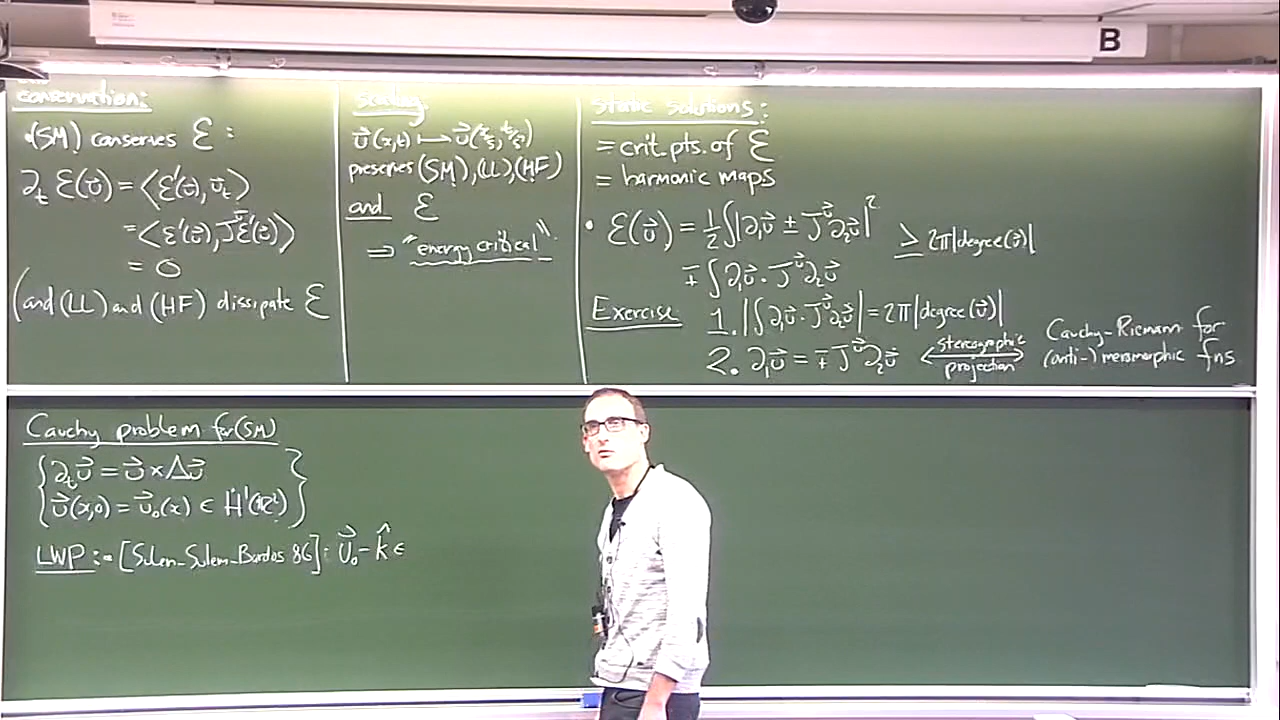 B
conservation:
(SM) conserves ℰ :
∂ₜ ℰ(u⃗) = ⟨ℰ'(u⃗), u⃗ₜ⟩
= ⟨ℰ'(u⃗), J^u⃗ ℰ'(u⃗)⟩
= 0
(and (LL) and (HF) dissipate ℰ
scaling
u⃗(x,t) ⟼ u⃗(x/s, t/s²)
preserves (SM), (LL), (HF)
and ℰ
⇒ "energy critical"
static solutions :
= crit. pts. of ℰ
= harmonic maps
• ℰ(u⃗) = ½ ∫ |∂₁u⃗ ± J^u⃗ ∂₂u⃗|² ≥ 2π|degree(u⃗)|
∓ ∫ ∂₁u⃗ · J^u⃗ ∂₂u⃗
Exercise 1. |∫ ∂₁u⃗ · J^u⃗ ∂₂u⃗| = 2π|degree(u⃗)|
2. ∂₁u⃗ = ∓ J^u⃗ ∂₂u⃗ ⟷ stereographic projection Cauchy-Riemann for (anti-) meromorphic fns
Cauchy problem for (SM)
{ ∂ₜu⃗ = u⃗ × Δu⃗
u⃗(x,0) = u⃗₀(x) ∈ Ḣ¹(ℝ²) }
LWP: - [Sulem-Sulem-Bardos 86]: u⃗₀ - k̂ ∈